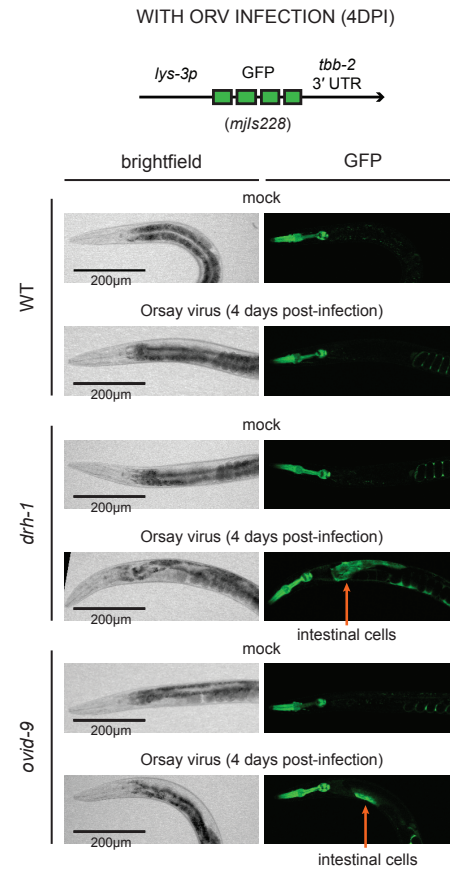 WITH ORV INFECTION (4DPI)
lys-3p GFP tbb-2
3′ UTR
(mjIs228)
brightfield GFP
WT
mock
200µm
Orsay virus (4 days post-infection)
200µm
drh-1
mock
200µm
Orsay virus (4 days post-infection)
200µm
intestinal cells
ovid-9
mock
200µm
Orsay virus (4 days post-infection)
200µm
intestinal cells